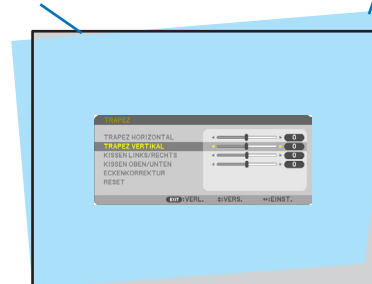 TRAPEZ
TRAPEZ HORIZONTAL 0
TRAPEZ VERTIKAL 0
KISSEN LINKS/RECHTS 0
KISSEN OBEN/UNTEN 0
ECKENKORREKTUR
RESET
EXIT :VERL. ↕:VERS. ↔:EINST.